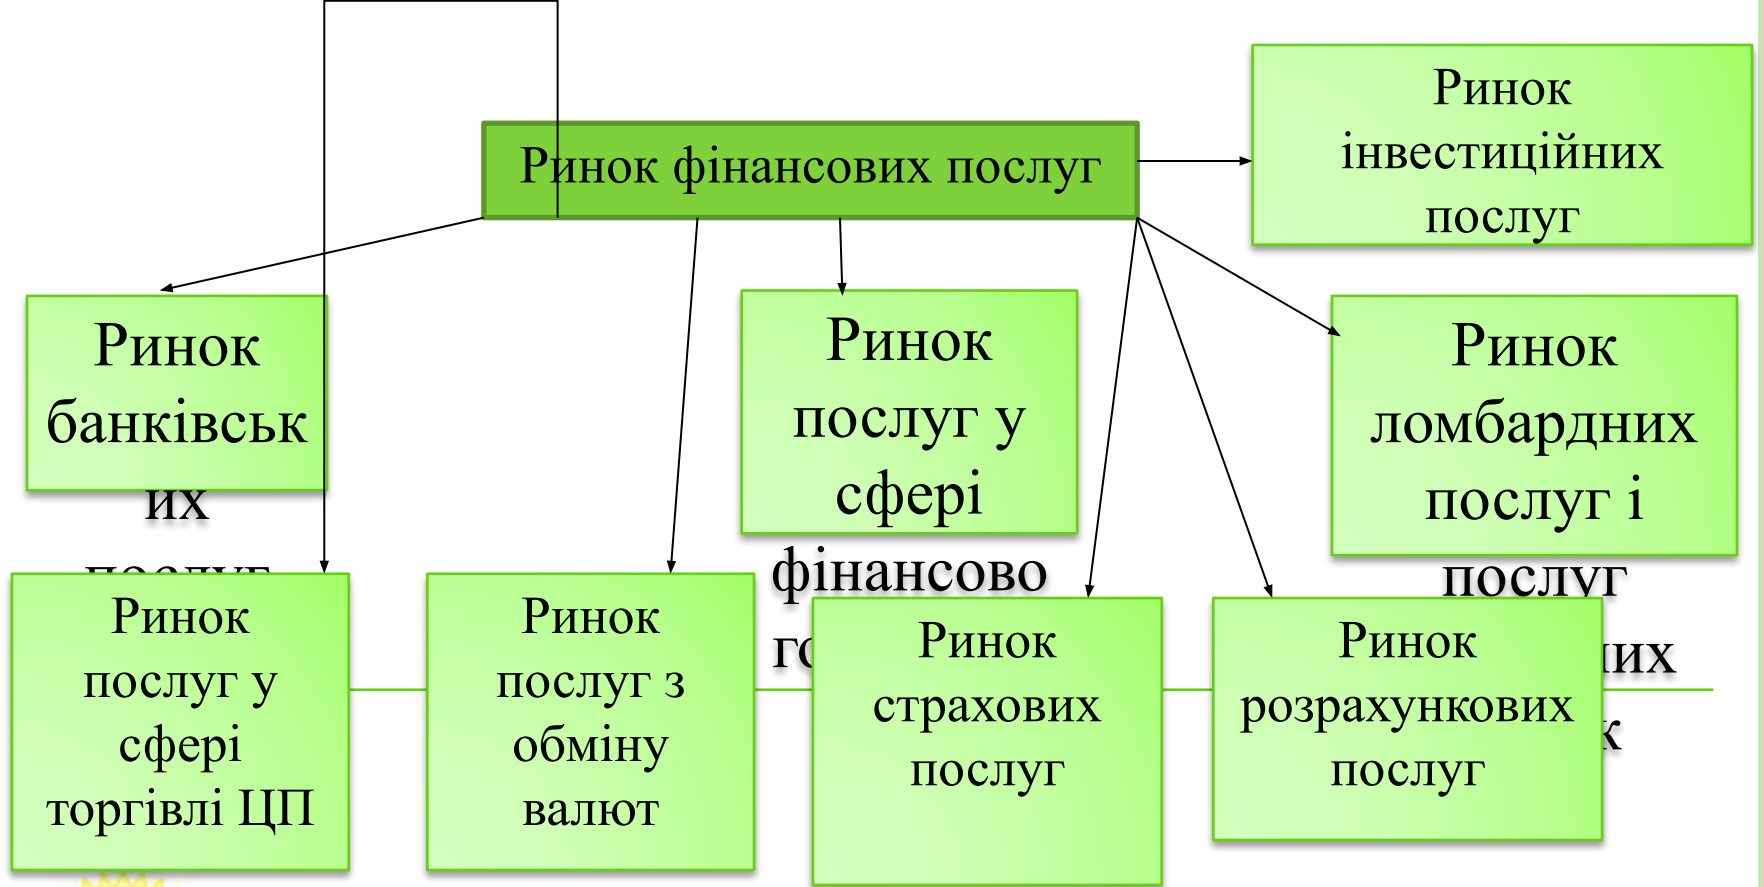 Ринок фінансових послуг
Ринок
інвестиційних
послуг
Ринок
банківськ
их
послуг
Ринок
послуг у
сфері
фінансово
Ринок
ломбардних
послуг і
послуг
Ринок
послуг у
сфері
торгівлі ЦП
Ринок
послуг з
обміну
валют
Ринок
страхових
послуг
Ринок
розрахункових
послуг